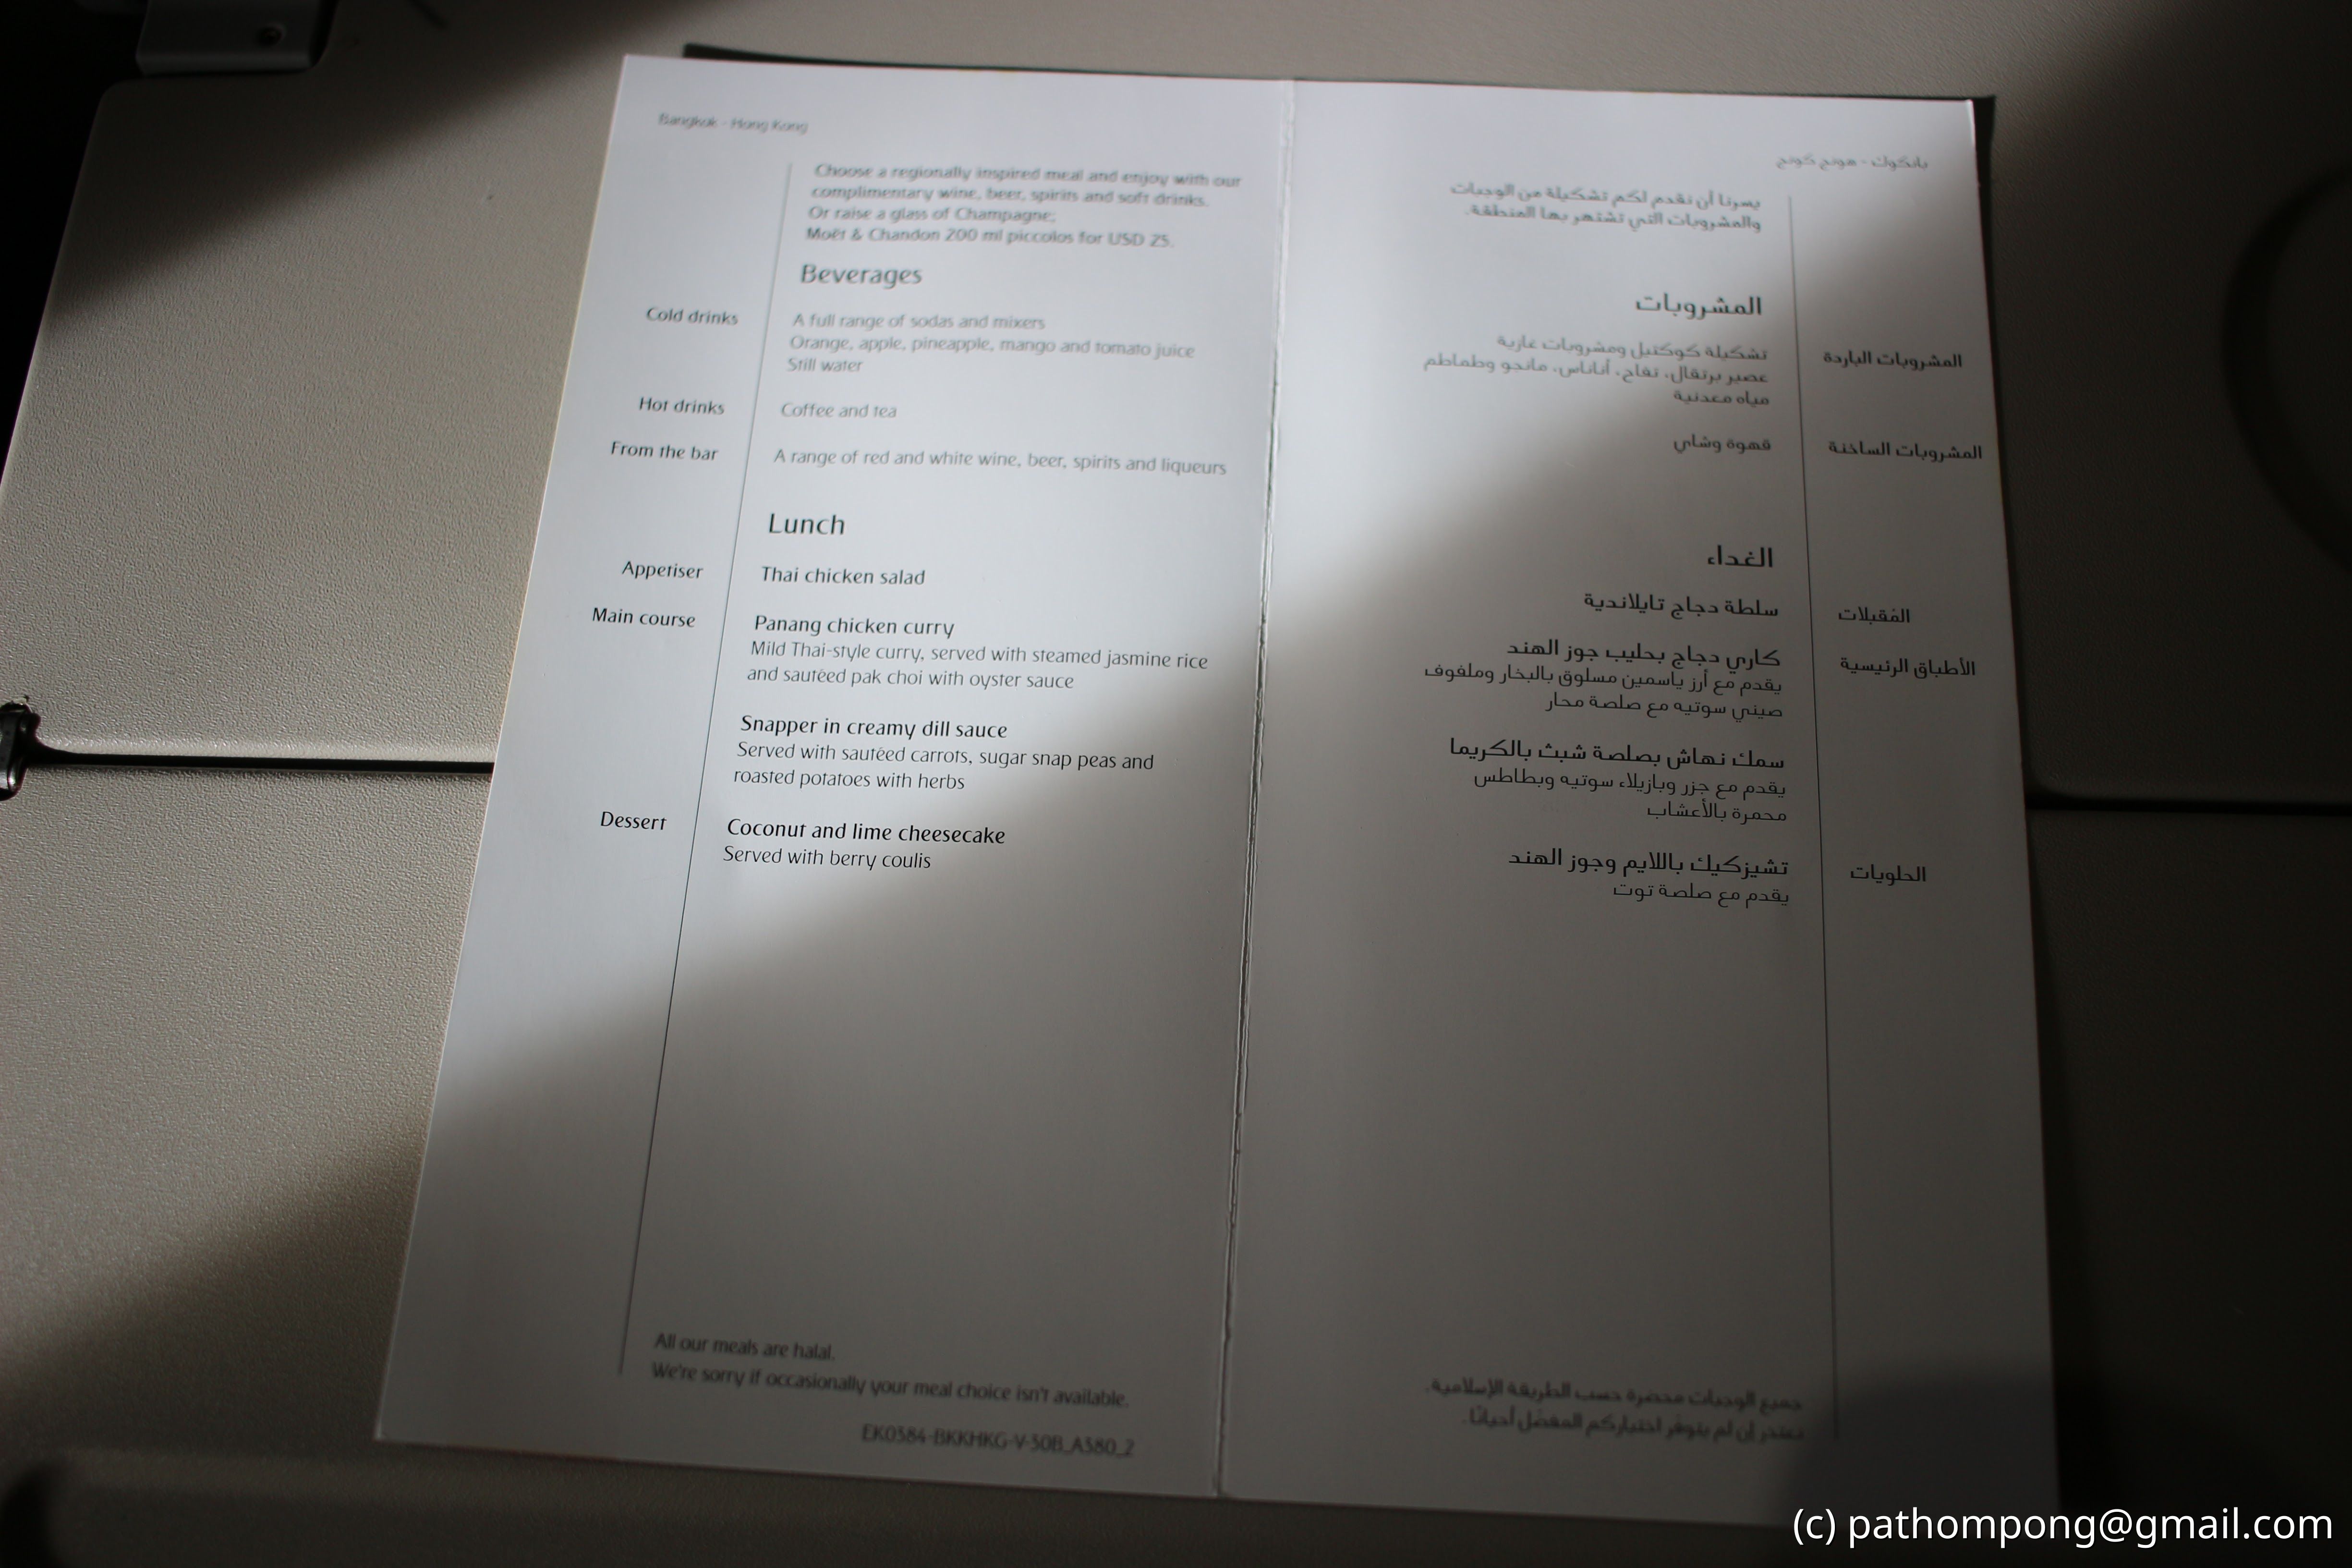 Bangkok - Hong Kong
Choose a regionally inspired meal and enjoy with our
complimentary wine, beer, spirits and soft drinks.
Or raise a glass of Champagne;
Moët & Chandon 200 ml piccolos for USD 25.
Beverages
Cold drinks
A full range of sodas and mixers
Orange, apple, pineapple, mango and tomato juice
Still water
Hot drinks
Coffee and tea
From the bar
A range of red and white wine, beer, spirits and liqueurs
Lunch
Appetiser
Thai chicken salad
Main course
Panang chicken curry
Mild Thai-style curry, served with steamed jasmine rice
and sautéed pak choi with oyster sauce
Snapper in creamy dill sauce
Served with sautéed carrots, sugar snap peas and
roasted potatoes with herbs
Dessert
Coconut and lime cheesecake
Served with berry coulis
All our meals are halal.
We're sorry if occasionally your meal choice isn't available.
EK0384-BKKHKG-V-30B_A380_2
بانكوك - هونج كونج
يسرنا أن نقدم لكم تشكيلة من الوجبات
والمشروبات التي تشتهر بها المنطقة.
المشروبات
المشروبات الباردة
تشكيلة كوكتيل ومشروبات غازية
عصير برتقال، تفاح، أناناس، مانجو وطماطم
مياه معدنية
المشروبات الساخنة
قهوة وشاي
الغداء
المُقبلات
سلطة دجاج تايلاندية
الأطباق الرئيسية
كاري دجاج بحليب جوز الهند
يقدم مع أرز ياسمين مسلوق بالبخار وملفوف
صيني سوتيه مع صلصة محار
سمك نهاش بصلصة شبث بالكريما
يقدم مع جزر وبازيلاء سوتيه وبطاطس
محمرة بالأعشاب
الحلويات
تشيزكيك باللايم وجوز الهند
يقدم مع صلصة توت
جميع الوجبات محضرة حسب الطريقة الإسلامية.
نعتذر إن لم يتوفر اختياركم المفضل أحيانًا.
(c) pathompong@gmail.com